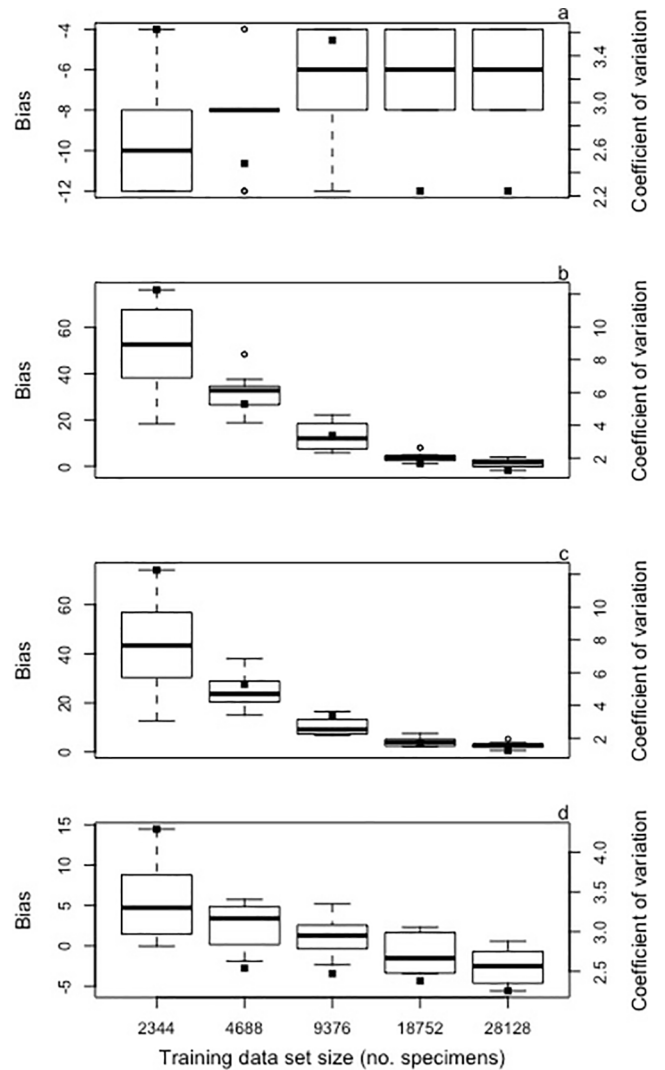 a
-4
-6
-8
-10
-12
Bias
3.4
3.0
2.6
2.2
Coefficient of variation
b
60
40
20
0
Bias
10
8
6
4
2
Coefficient of variation
c
60
40
20
0
Bias
10
8
6
4
2
Coefficient of variation
d
15
10
5
0
-5
Bias
4.0
3.5
3.0
2.5
Coefficient of variation
2344 4688 9376 18752 28128
Training data set size (no. specimens)